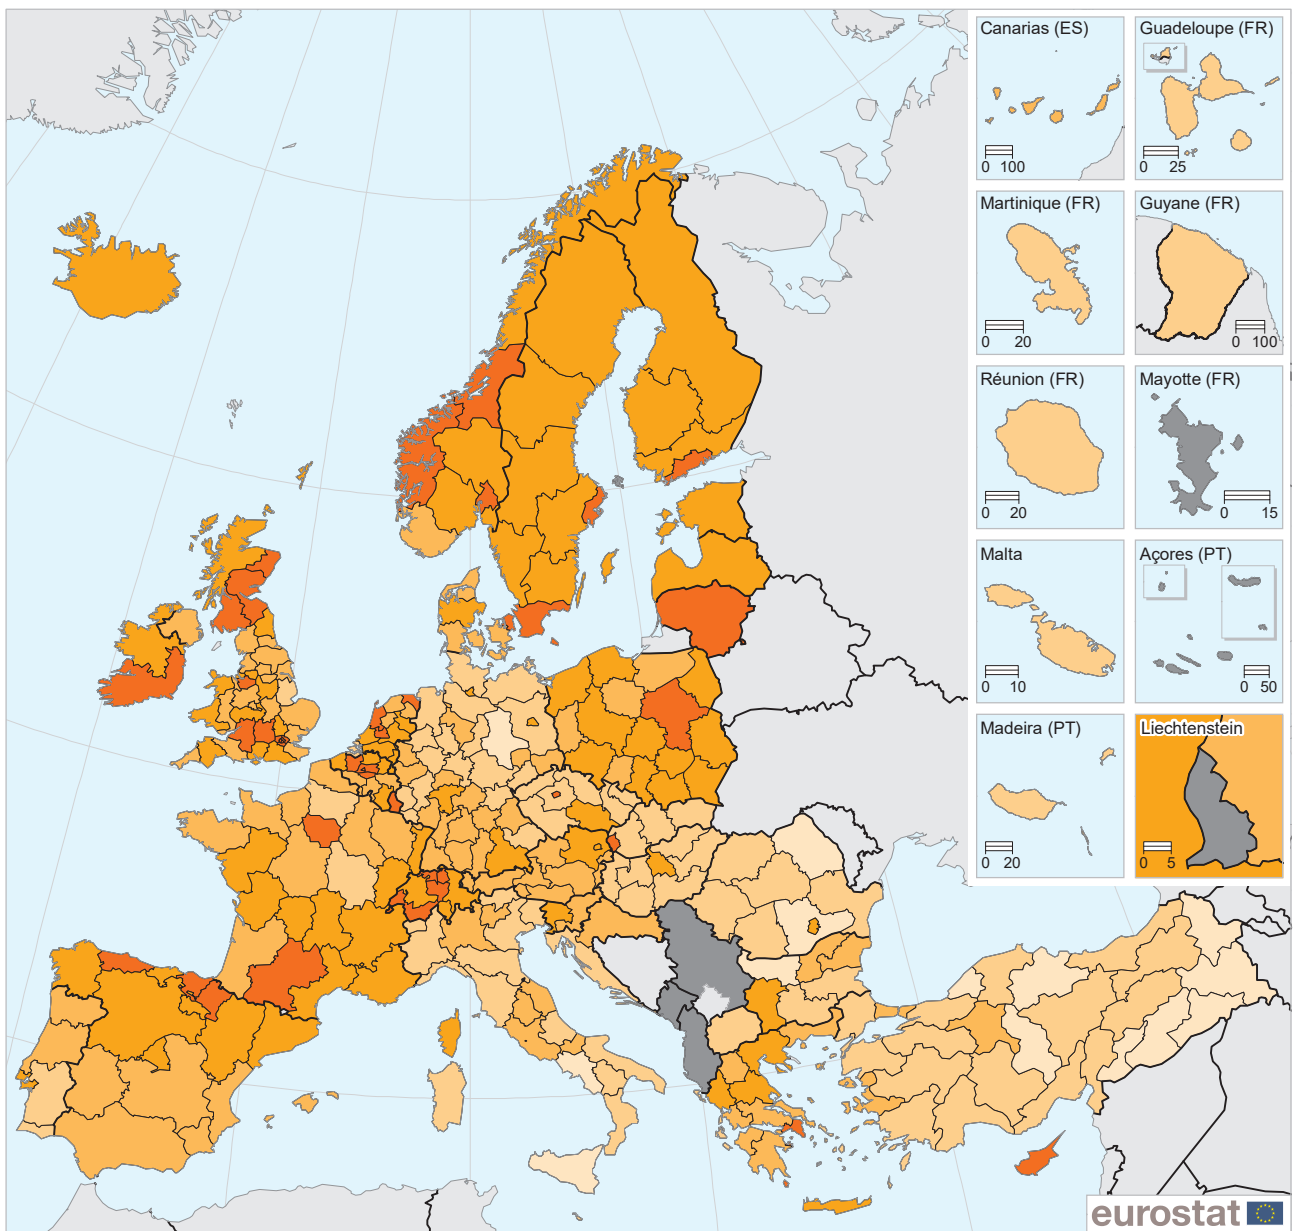 Canarias (ES)
0 100
Guadeloupe (FR)
0 25
Martinique (FR)
0 20
Guyane (FR)
0 100
Réunion (FR)
0 20
Mayotte (FR)
0 15
Malta
0 10
Açores (PT)
0 50
Madeira (PT)
0 20
Liechtenstein
0 5
eurostat